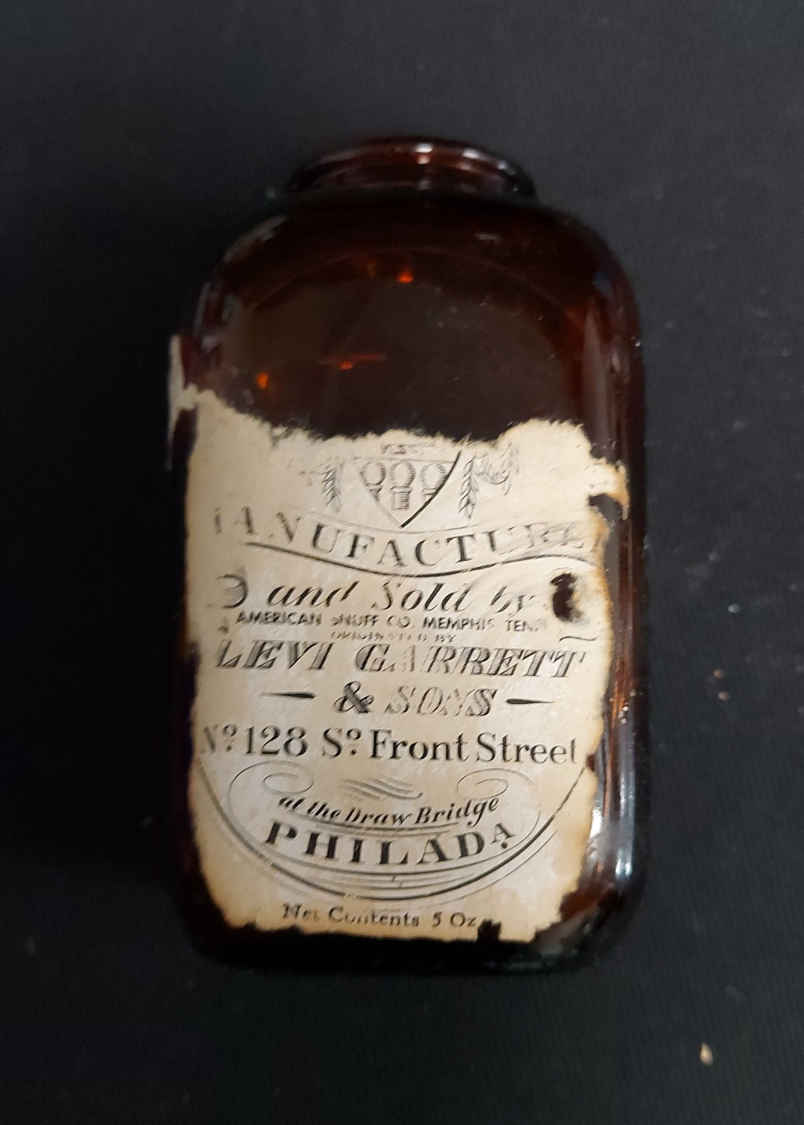 MANUFACTURE
D and Sold by
AMERICAN SNUFF CO. MEMPHIS TENN
ORIGINATED BY
LEVI GARRETT
& SONS
Nº 128 Sº Front Street
at the Draw Bridge
PHILADA
Net Contents 5 Oz.